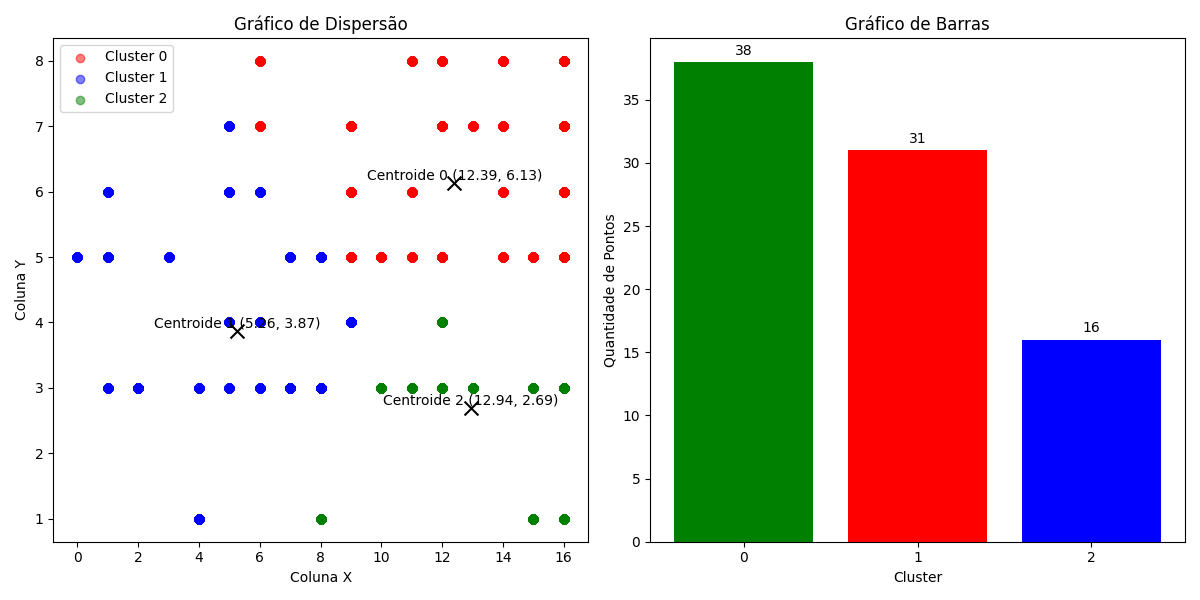 Gráfico de Dispersão
Cluster 0
Cluster 1
Cluster 2
8
7
6
5
4
3
2
1
Coluna Y
Centroide 0 (12.39, 6.13)
Centroide 1 (5.26, 3.87)
Centroide 2 (12.94, 2.69)
0 2 4 6 8 10 12 14 16
Coluna X
Gráfico de Barras
35
30
25
20
15
10
5
0
Quantidade de Pontos
38
31
16
0 1 2
Cluster